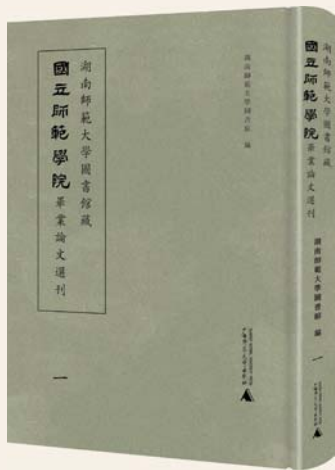 湖南師範大學圖書館藏
國立師範學院
畢業論文選刊
一
湖南師範大學圖書館 編
湖南師範大學圖書館藏
國立師範學院
畢業論文選刊
湖南師範大學圖書館 編
一